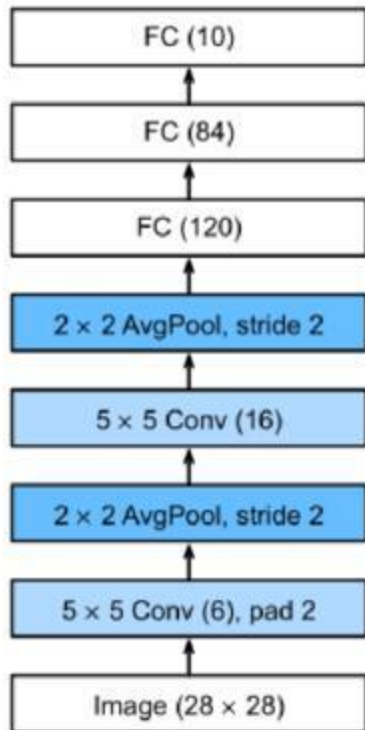 FC (10)
FC (84)
FC (120)
2 × 2 AvgPool, stride 2
5 × 5 Conv (16)
2 × 2 AvgPool, stride 2
5 × 5 Conv (6), pad 2
Image (28 × 28)